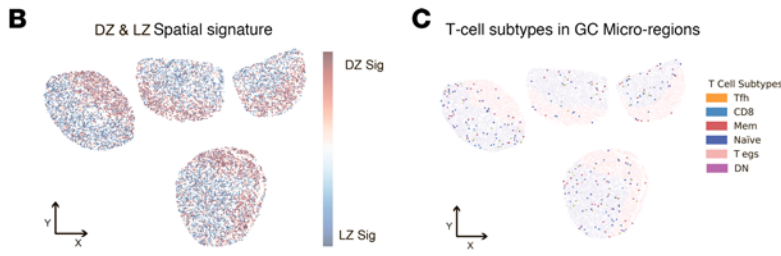 B
DZ & LZ Spatial signature
DZ Sig
LZ Sig
Y
X
C
T-cell subtypes in GC Micro-regions
T Cell Subtypes
Tfh
CD8
Mem
Naïve
T egs
DN
Y
X